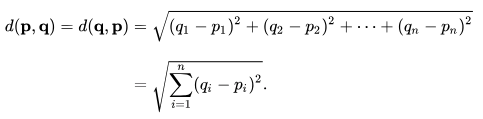 d(p, q) = d(q, p) = √((q₁ − p₁)² + (q₂ − p₂)² + ⋯ + (qₙ − pₙ)²)
= √(∑ᵢ₌₁ⁿ (qᵢ − pᵢ)²).